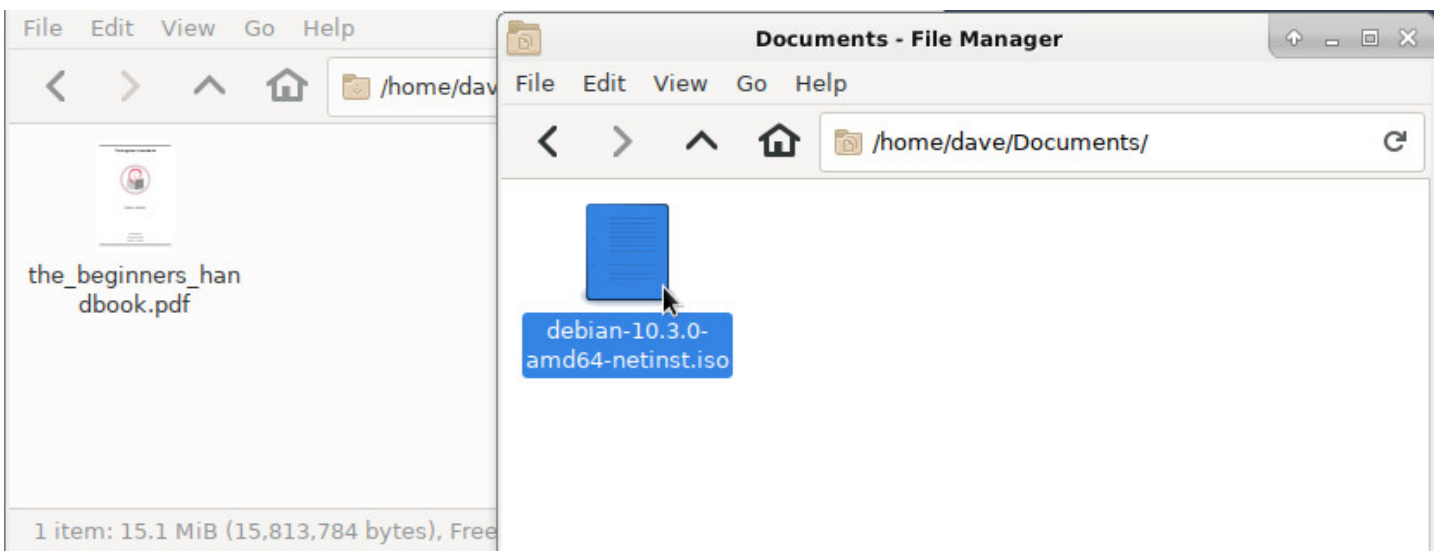 File Edit View Go Help
/home/dav
the_beginners_han
dbook.pdf
1 item: 15.1 MiB (15,813,784 bytes), Free
Documents - File Manager
File Edit View Go Help
/home/dave/Documents/
debian-10.3.0-
amd64-netinst.iso